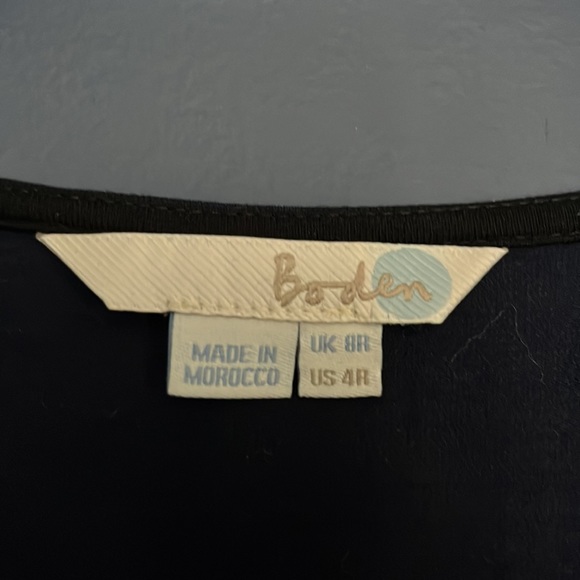 Boden
MADE IN
MOROCCO
UK 8R
US 4R